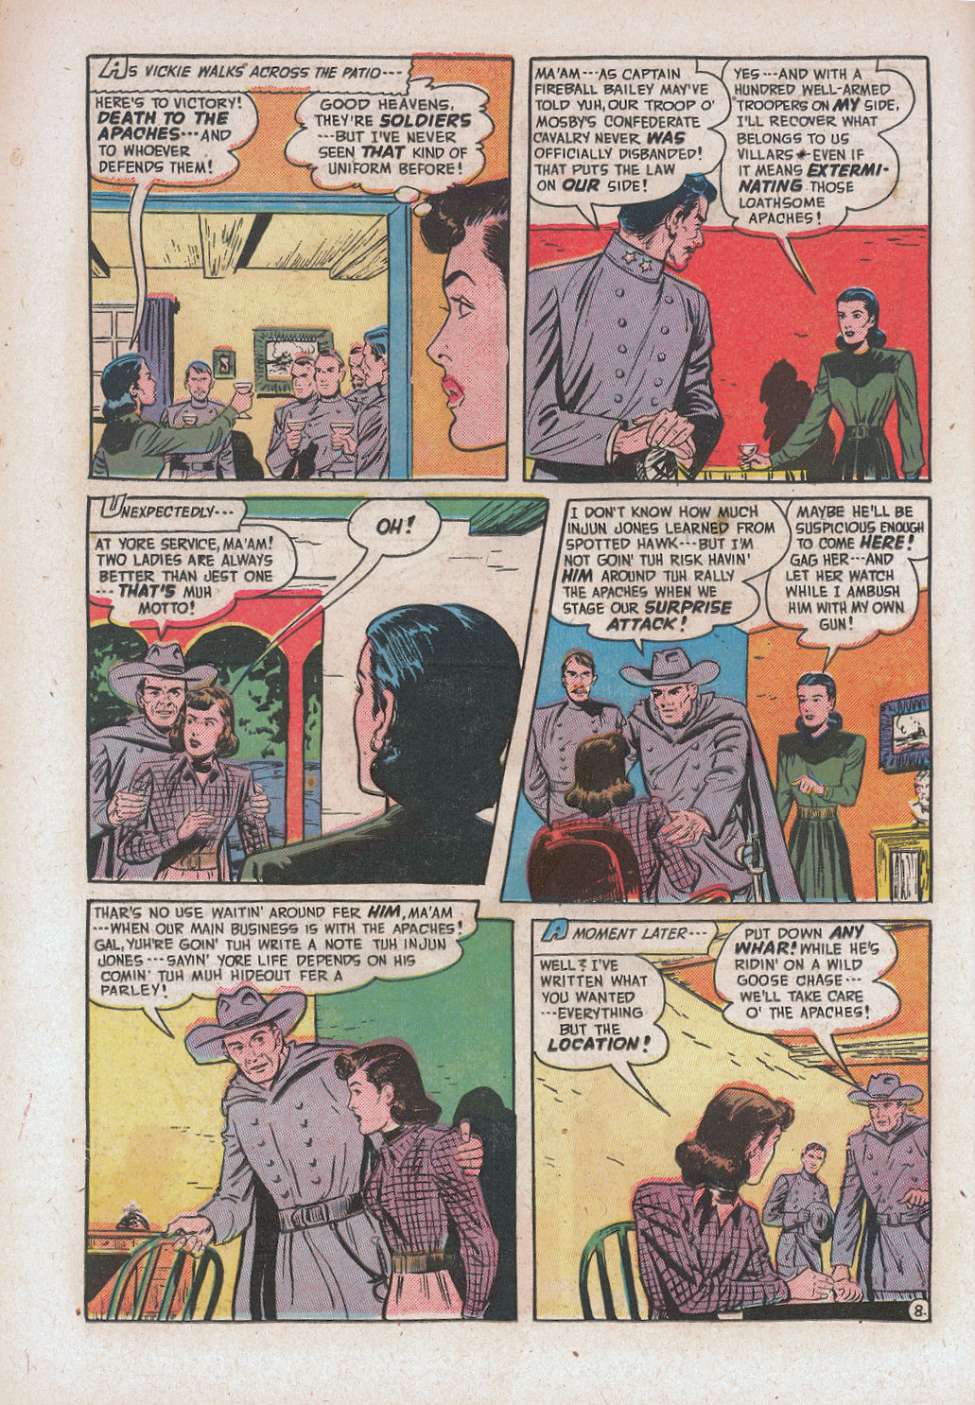 AS VICKIE WALKS ACROSS THE PATIO---
HERE'S TO VICTORY!
DEATH TO THE
APACHES---AND
TO WHOEVER
DEFENDS THEM!
GOOD HEAVENS,
THEY'RE SOLDIERS
---BUT I'VE NEVER
SEEN THAT KIND OF
UNIFORM BEFORE!
MA'AM---AS CAPTAIN
FIREBALL BAILEY MAY'VE
TOLD YUH, OUR TROOP O'
MOSBY'S CONFEDERATE
CAVALRY NEVER WAS
OFFICIALLY DISBANDED!
THAT PUTS THE LAW
ON OUR SIDE!
YES---AND WITH A
HUNDRED WELL-ARMED
TROOPERS ON MY SIDE,
I'LL RECOVER WHAT
BELONGS TO US
VILLARS--EVEN IF
IT MEANS EXTERMI-
NATING THOSE
LOATHSOME
APACHES!
UNEXPECTEDLY---
AT YORE SERVICE, MA'AM!
TWO LADIES ARE ALWAYS
BETTER THAN JEST ONE
---THAT'S MUH
MOTTO!
OH!
I DON'T KNOW HOW MUCH
INJUN JONES LEARNED FROM
SPOTTED HAWK---BUT I'M
NOT GOIN' TUH RISK HAVIN'
HIM AROUND TUH RALLY
THE APACHES WHEN WE
STAGE OUR SURPRISE
ATTACK!
MAYBE HE'LL BE
SUSPICIOUS ENOUGH
TO COME HERE!
GAG HER---AND
LET HER WATCH
WHILE I AMBUSH
HIM WITH MY OWN
GUN!
THAR'S NO USE WAITIN' AROUND FER HIM, MA'AM
---WHEN OUR MAIN BUSINESS IS WITH THE APACHES!
GAL, YUH'RE GOIN' TUH WRITE A NOTE TUH INJUN
JONES---SAYIN' YORE LIFE DEPENDS ON HIS
COMIN' TUH MUH HIDEOUT FER A
PARLEY!
A MOMENT LATER---
WELL? I'VE
WRITTEN WHAT
YOU WANTED
---EVERYTHING
BUT THE
LOCATION!
PUT DOWN ANY
WHAR! WHILE HE'S
RIDIN' ON A WILD
GOOSE CHASE---
WE'LL TAKE CARE
O' THE APACHES!
8.